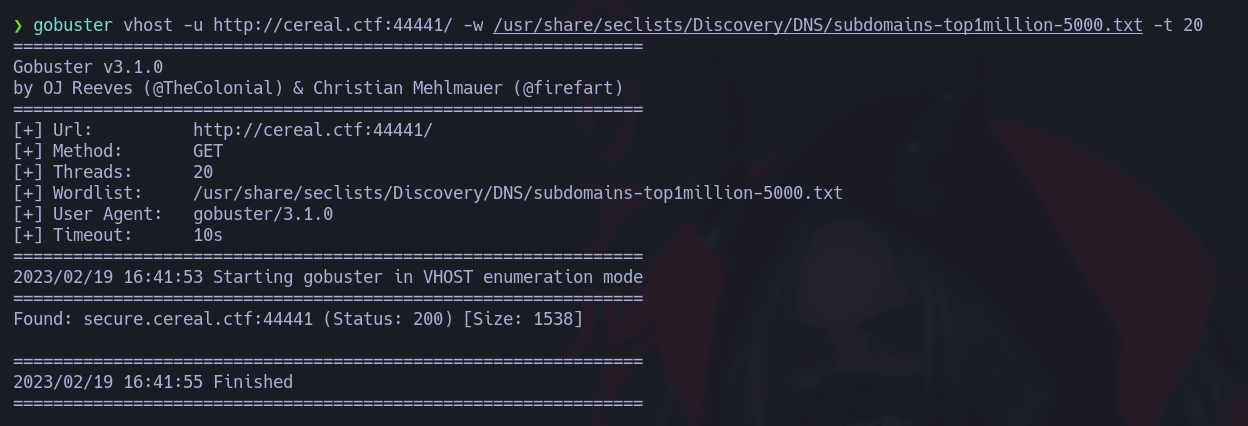 ❯ gobuster vhost -u http://cereal.ctf:44441/ -w /usr/share/seclists/Discovery/DNS/subdomains-top1million-5000.txt -t 20
===============================================================
Gobuster v3.1.0
by OJ Reeves (@TheColonial) & Christian Mehlmauer (@firefart)
===============================================================
[+] Url:          http://cereal.ctf:44441/
[+] Method:       GET
[+] Threads:      20
[+] Wordlist:     /usr/share/seclists/Discovery/DNS/subdomains-top1million-5000.txt
[+] User Agent:   gobuster/3.1.0
[+] Timeout:      10s
===============================================================
2023/02/19 16:41:53 Starting gobuster in VHOST enumeration mode
===============================================================
Found: secure.cereal.ctf:44441 (Status: 200) [Size: 1538]

===============================================================
2023/02/19 16:41:55 Finished
===============================================================